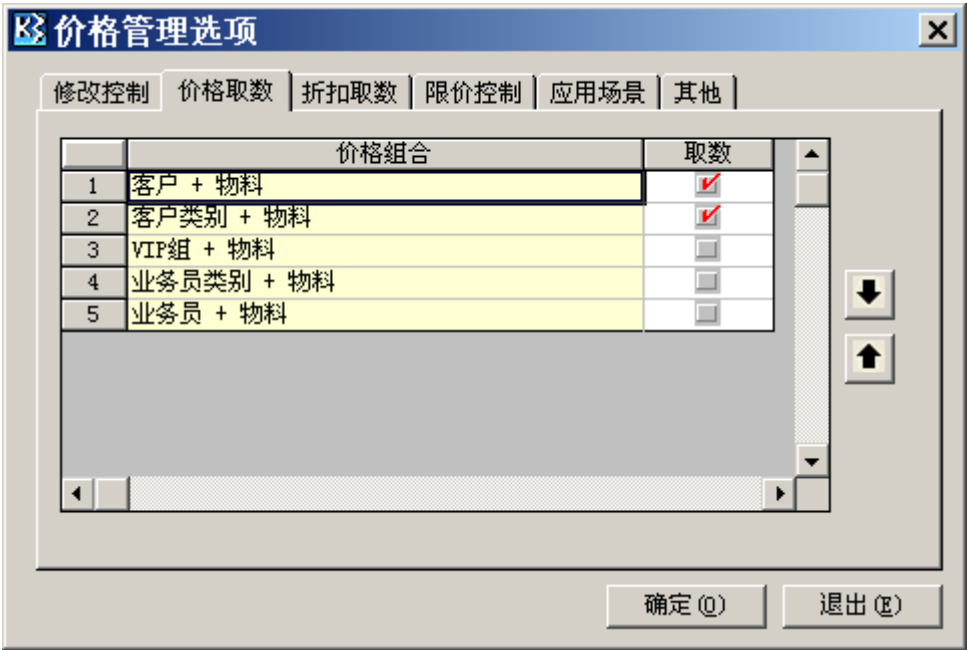 K3 价格管理选项
修改控制 价格取数 折扣取数 限价控制 应用场景 其他
价格组合 取数
1 客户 + 物料
2 客户类别 + 物料
3 VIP组 + 物料
4 业务员类别 + 物料
5 业务员 + 物料
确定(O) 退出(E)